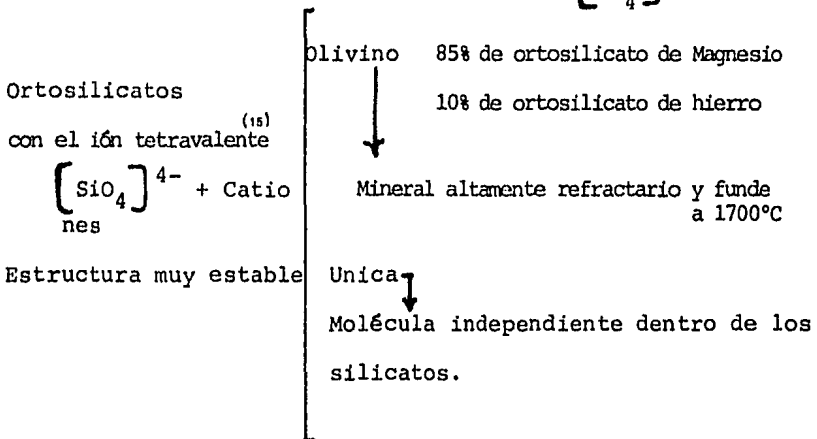 4
Olivino 85% de ortosilicato de Magnesio
Ortosilicatos
10% de ortosilicato de hierro
con el ión tetravalente (15)
[SiO4]4- + Catio
nes
Mineral altamente refractario y funde
a 1700°C
Estructura muy estable
Unica
Molécula independiente dentro de los
silicatos.